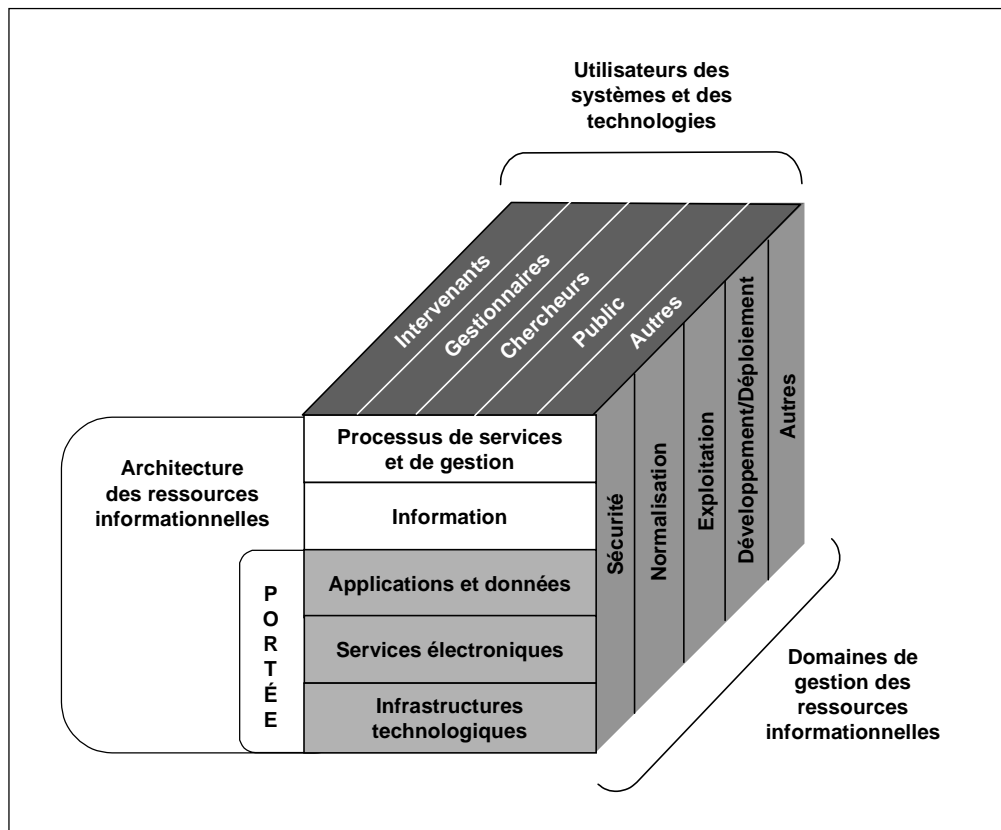 Utilisateurs des
systèmes et des
technologies
Intervenants
Gestionnaires
Chercheurs
Public
Autres
Architecture
des ressources
informationnelles
Processus de services
et de gestion
Information
Applications et données
Services électroniques
Infrastructures
technologiques
PORTÉE
Sécurité
Normalisation
Exploitation
Développement/Déploiement
Autres
Domaines de
gestion des
ressources
informationnelles